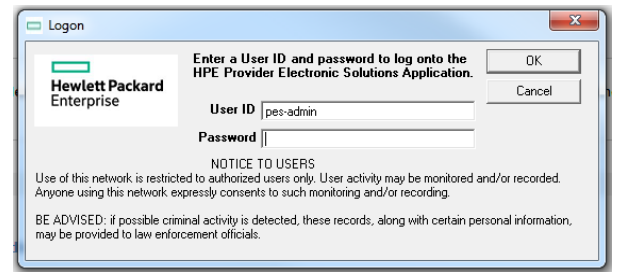 Logon
Enter a User ID and password to log onto the
HPE Provider Electronic Solutions Application.
OK
Cancel
Hewlett Packard
Enterprise
User ID pes-admin
Password
NOTICE TO USERS
Use of this network is restricted to authorized users only. User activity may be monitored and/or recorded.
Anyone using this network expressly consents to such monitoring and/or recording.
BE ADVISED: if possible criminal activity is detected, these records, along with certain personal information,
may be provided to law enforcement officials.